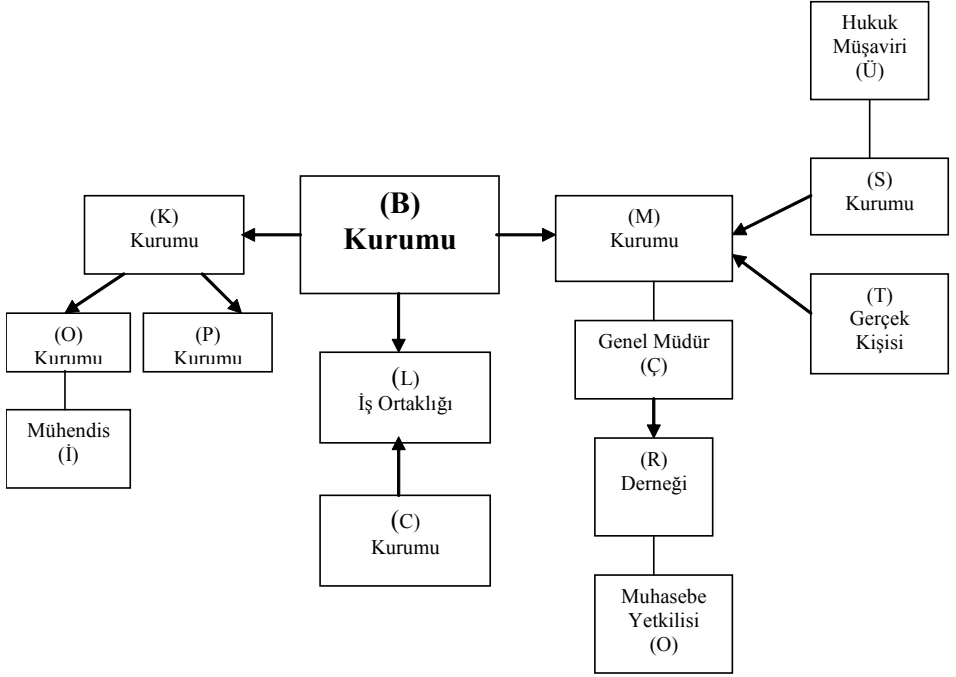 Hukuk
Müşaviri
(Ü)
(S)
Kurumu
(B)
Kurumu
(K)
Kurumu
(M)
Kurumu
(T)
Gerçek
Kişisi
(O)
Kurumu
(P)
Kurumu
Genel Müdür
(Ç)
(L)
İş Ortaklığı
Mühendis
(İ)
(R)
Derneği
(C)
Kurumu
Muhasebe
Yetkilisi
(O)